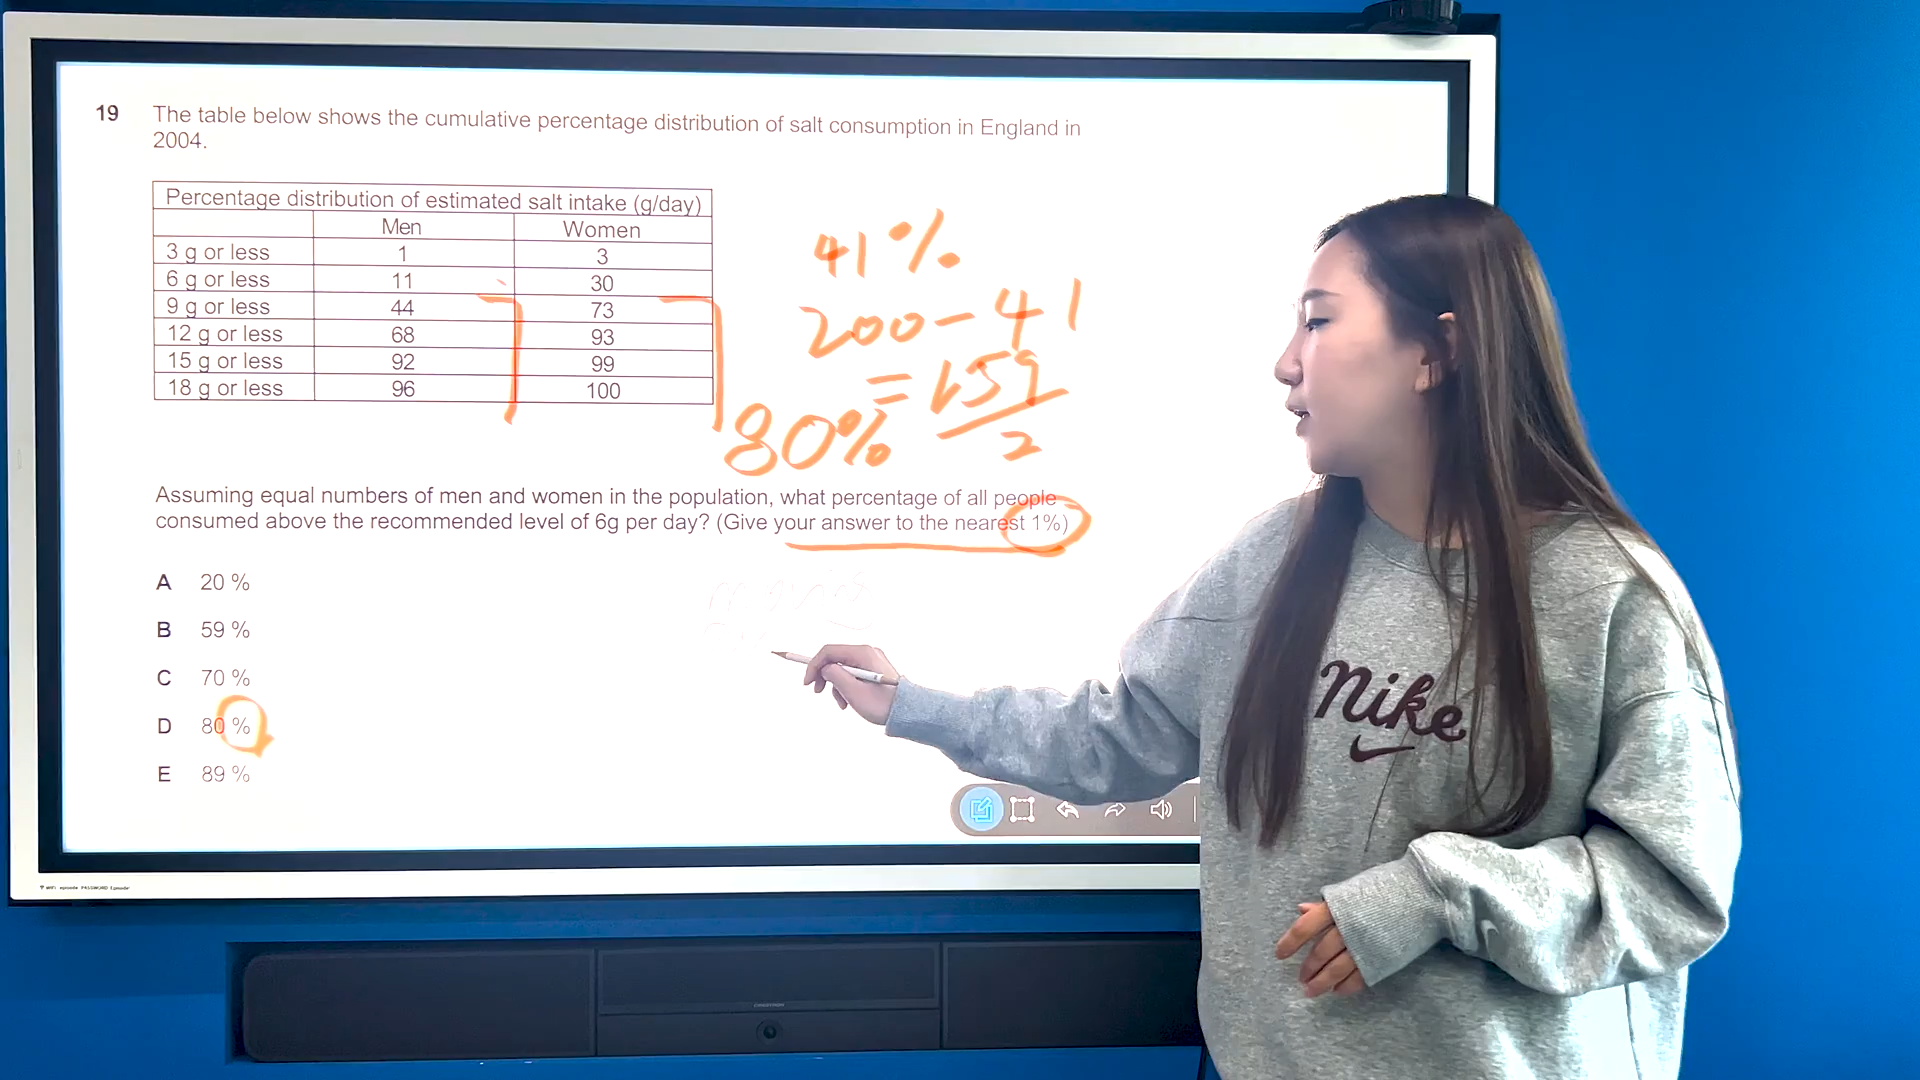 19 The table below shows the cumulative percentage distribution of salt consumption in England in
2004.
Percentage distribution of estimated salt intake (g/day)
Men Women
3 g or less 1 3
6 g or less 11 30
9 g or less 44 73
12 g or less 68 93
15 g or less 92 99
18 g or less 96 100
41%
200-41
=159
2
80%
Assuming equal numbers of men and women in the population, what percentage of all people
consumed above the recommended level of 6g per day? (Give your answer to the nearest 1%)
A 20 %
B 59 %
C 70 %
D 80 %
E 89 %
Nike